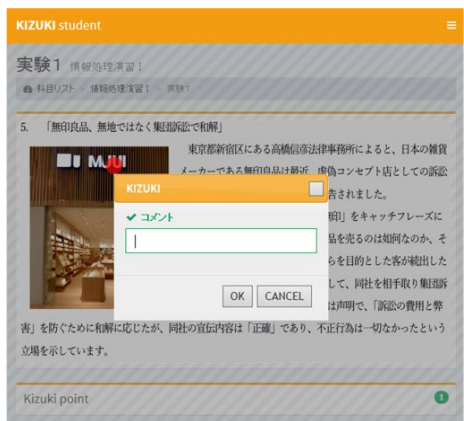 KIZUKI student
実験1 情報処理演習 I
科目リスト > 情報処理演習 I > 実験1
5. 「無印良品、無地ではなく集団訴訟で和解」
東京都新宿区にある高橋信彦法律事務所によると、日本の雑貨
メーカーである無印良品は最近、虚偽コンセプト店としての訴訟
MUJI
KIZUKI
告されました。
コメント
印」をキャッチフレーズに
品を売るのは如何なのか、そ
らを目的とした客が続出した
OK CANCEL
して、同社を相手取り集団訴
は声明で、「訴訟の費用と弊
害」を防ぐために和解に応じたが、同社の宣伝内容は「正確」であり、不正行為は一切なかったという
立場を示しています。
Kizuki point
1